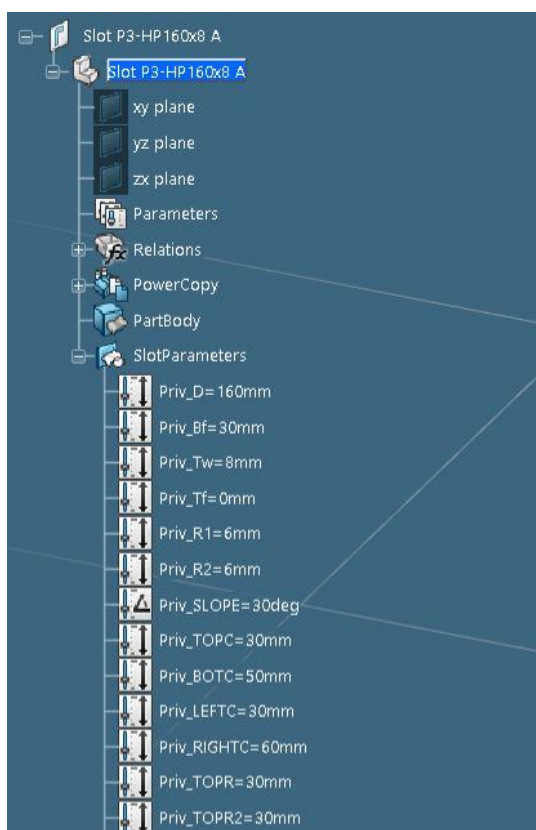 Slot P3-HP160x8 A
Slot P3-HP160x8 A
xy plane
yz plane
zx plane
Parameters
Relations
PowerCopy
PartBody
SlotParameters
Priv_D=160mm
Priv_Bf=30mm
Priv_Tw=8mm
Priv_Tf=0mm
Priv_R1=6mm
Priv_R2=6mm
Priv_SLOPE=30deg
Priv_TOPC=30mm
Priv_BOTC=50mm
Priv_LEFTC=30mm
Priv_RIGHTC=60mm
Priv_TOPR=30mm
Priv_TOPR2=30mm